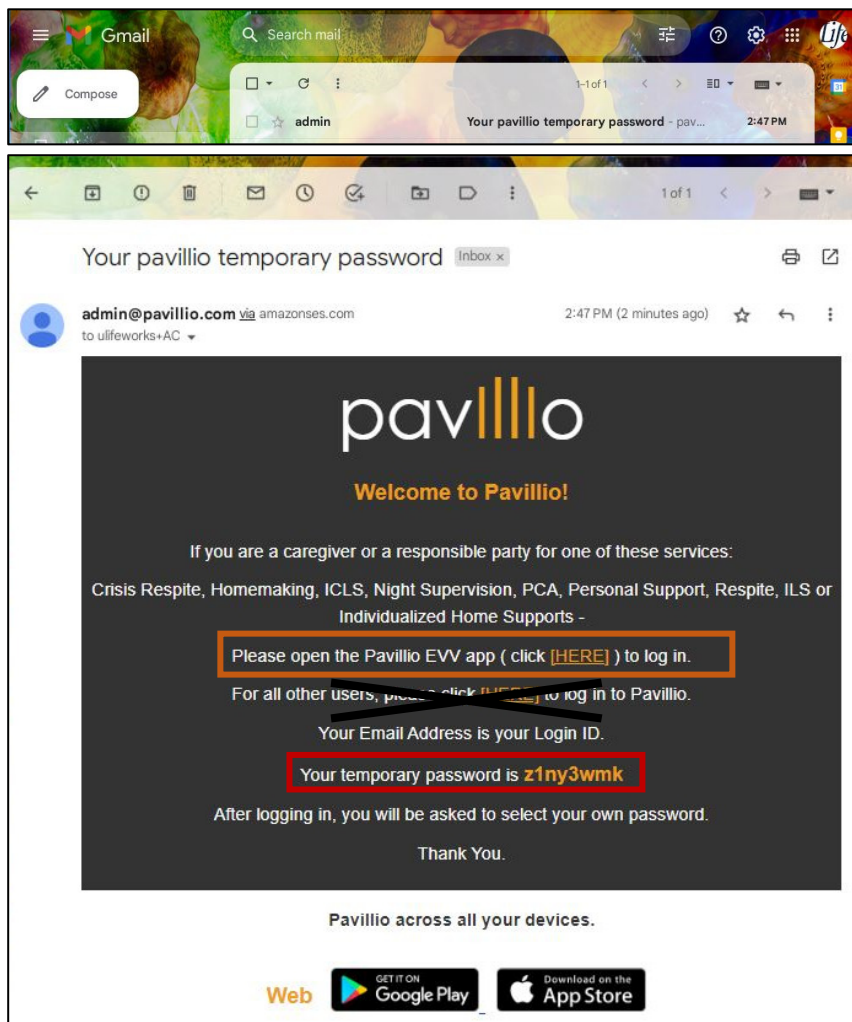 Gmail
Search mail
Life
Compose
1–1 of 1
31
admin Your pavillio temporary password - pav... 2:47 PM
1 of 1
Your pavillio temporary password Inbox ×
admin@pavillio.com via amazonses.com 2:47 PM (2 minutes ago)
to ulifeworks+AC
pavillio
Welcome to Pavillio!
If you are a caregiver or a responsible party for one of these services:
Crisis Respite, Homemaking, ICLS, Night Supervision, PCA, Personal Support, Respite, ILS or
Individualized Home Supports -
Please open the Pavillio EVV app ( click [HERE] ) to log in.
For all other users, please click [HERE] to log in to Pavillio.
Your Email Address is your Login ID.
Your temporary password is z1ny3wmk
After logging in, you will be asked to select your own password.
Thank You.
Pavillio across all your devices.
Web GET IT ON Google Play Download on the App Store